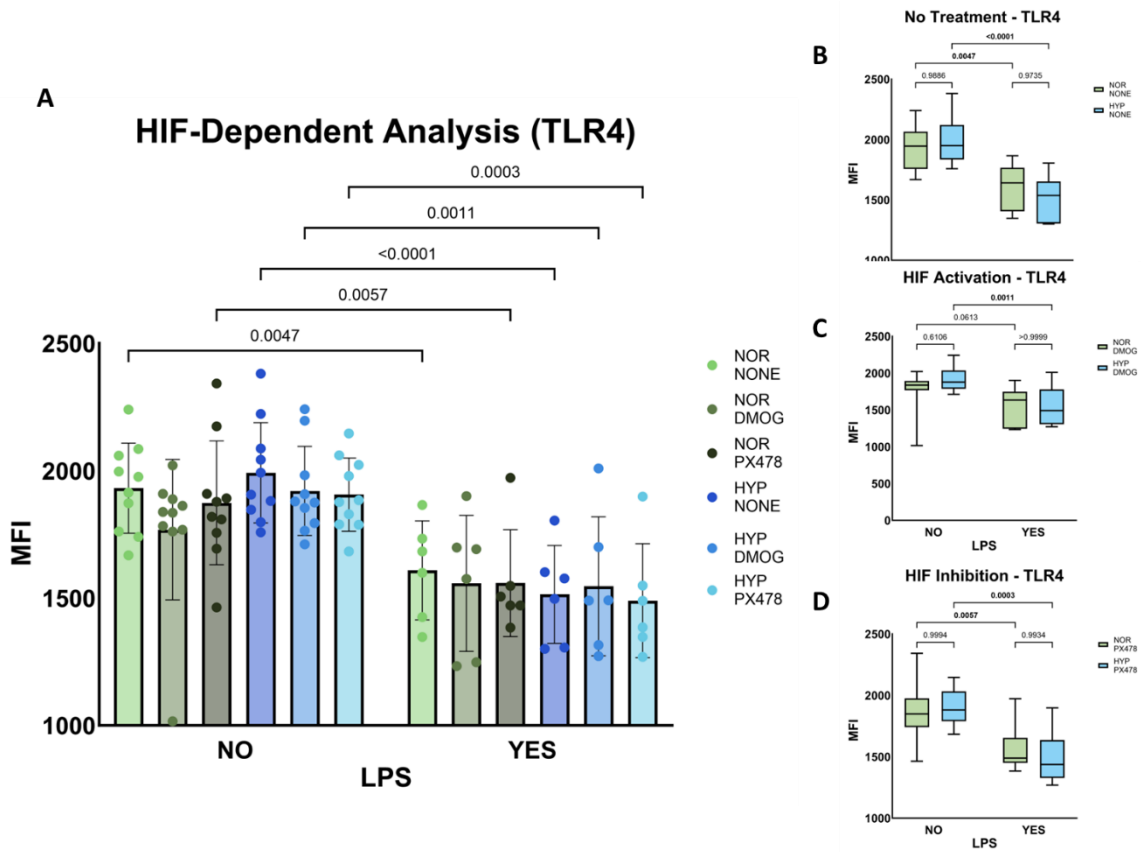 A
HIF-Dependent Analysis (TLR4)
0.0003
0.0011
<0.0001
0.0057
0.0047
2500
2000
1500
1000
MFI
NO
YES
LPS
NOR
NONE
NOR
DMOG
NOR
PX478
HYP
NONE
HYP
DMOG
HYP
PX478
B
No Treatment - TLR4
<0.0001
0.0047
0.9886
0.9735
2500
2000
1500
1000
MFI
NOR
NONE
HYP
NONE
C
HIF Activation - TLR4
0.0011
0.0613
0.6106
>0.9999
2500
2000
1500
1000
500
0
MFI
NO
YES
LPS
NOR
DMOG
HYP
DMOG
D
HIF Inhibition - TLR4
0.0003
0.0057
0.9994
0.9934
2500
2000
1500
1000
MFI
NO
YES
LPS
NOR
PX478
HYP
PX478